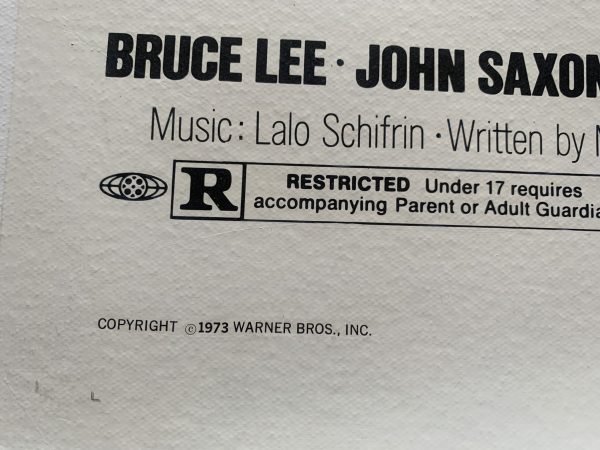 BRUCE LEE · JOHN SAXON
Music: Lalo Schifrin · Written by
R
RESTRICTED Under 17 requires
accompanying Parent or Adult Guardia
COPYRIGHT ©1973 WARNER BROS., INC.